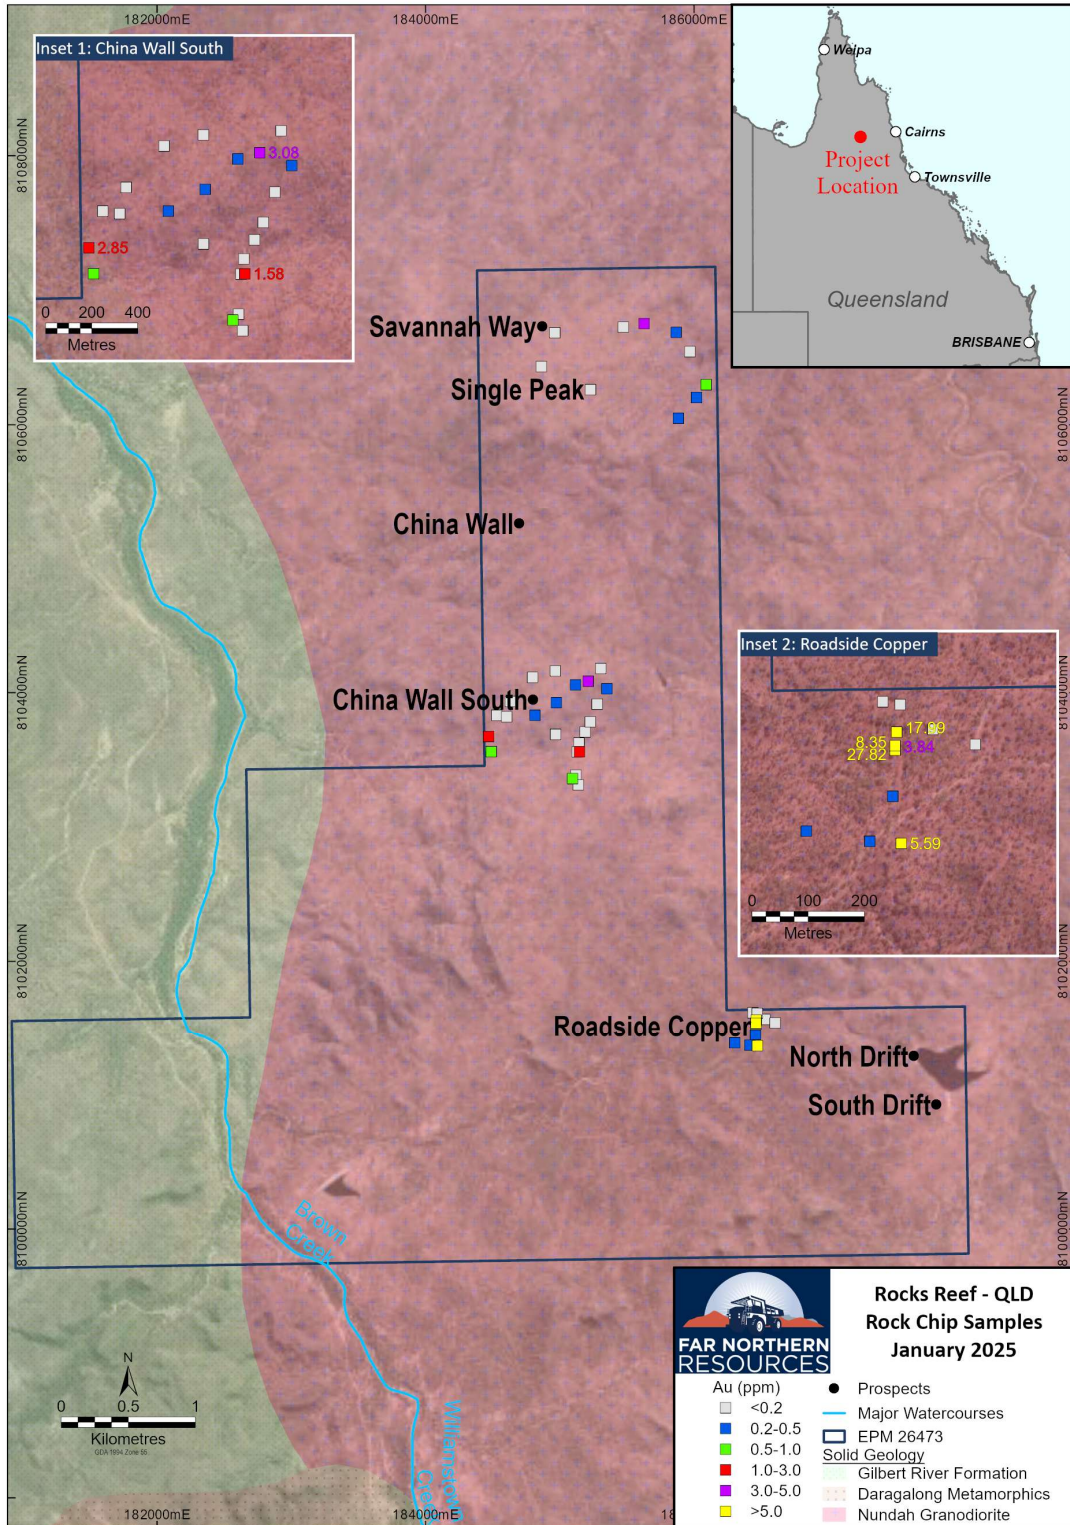 182000mE
184000mE
186000mE
Inset 1: China Wall South
3.08
2.85
1.58
0 200 400
Metres
Weipa
Cairns
Project
Location
Townsville
Queensland
BRISBANE
8108000mN
8106000mN
8106000mN
Savannah Way
Single Peak
China Wall
8104000mN
8104000mN
China Wall South
Inset 2: Roadside Copper
17.99
8.35
3.84
27.82
5.59
0 100 200
Metres
8102000mN
8102000mN
Roadside Copper
North Drift
South Drift
8100000mN
8100000mN
Brown
Creek
Williamstown
Creek
N
0 0.5 1
Kilometres
GDA 1994 Zone 55
182000mE
184000mE
FAR NORTHERN
RESOURCES
Rocks Reef - QLD
Rock Chip Samples
January 2025
Au (ppm)
<0.2
0.2-0.5
0.5-1.0
1.0-3.0
3.0-5.0
>5.0
Prospects
Major Watercourses
EPM 26473
Solid Geology
Gilbert River Formation
Daragalong Metamorphics
Nundah Granodiorite